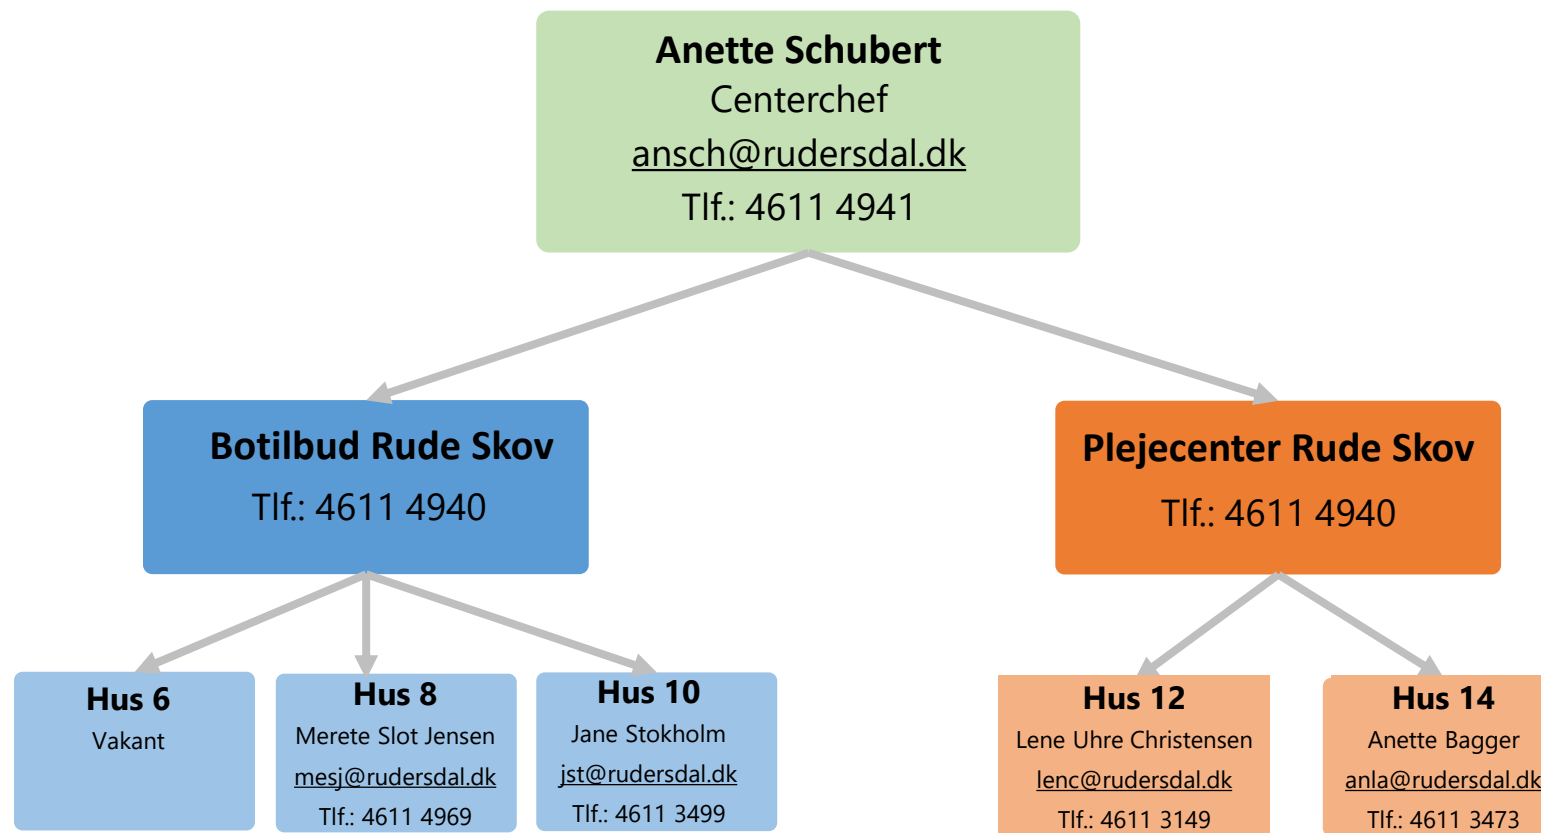 Anette Schubert
Centerchef
ansch@rudersdal.dk
Tlf.: 4611 4941
Botilbud Rude Skov
Tlf.: 4611 4940
Plejecenter Rude Skov
Tlf.: 4611 4940
Hus 6
Vakant
Hus 8
Merete Slot Jensen
mesj@rudersdal.dk
Tlf.: 4611 4969
Hus 10
Jane Stokholm
jst@rudersdal.dk
Tlf.: 4611 3499
Hus 12
Lene Uhre Christensen
lenc@rudersdal.dk
Tlf.: 4611 3149
Hus 14
Anette Bagger
anla@rudersdal.dk
Tlf.: 4611 3473